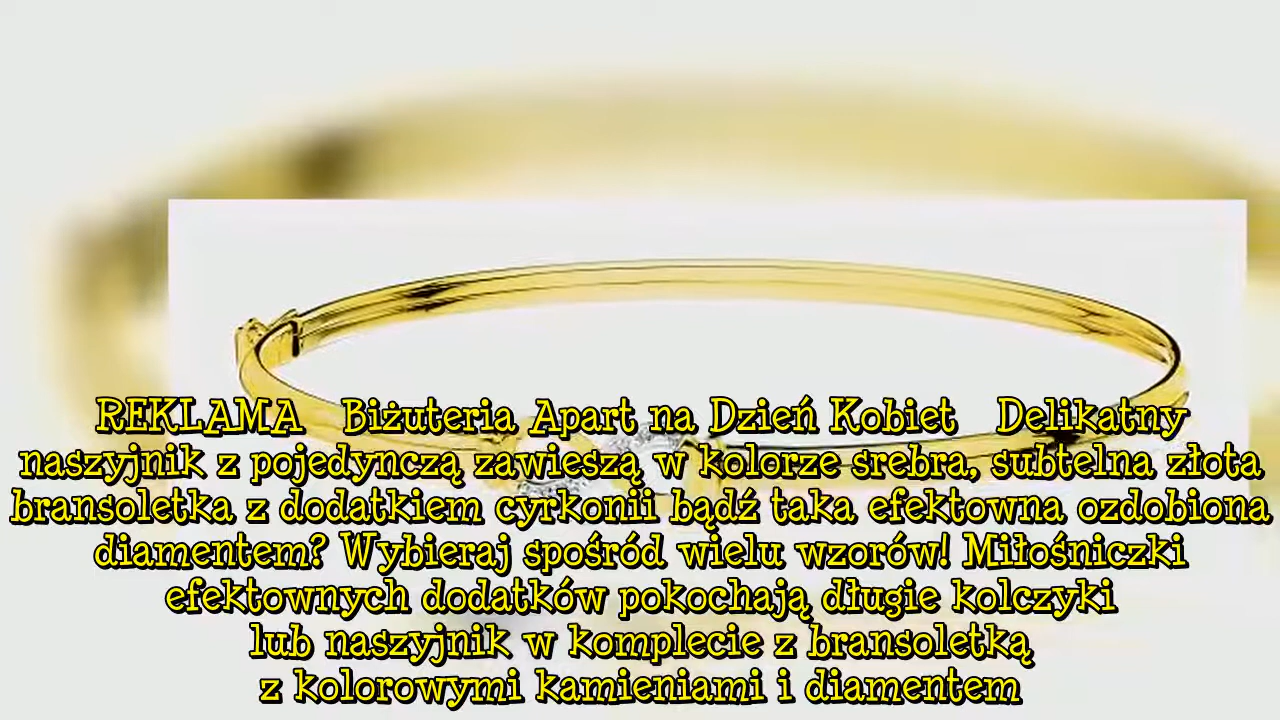 REKLAMA Biżuteria Apart na Dzień Kobiet Delikatny
naszyjnik z pojedynczą zawieszą w kolorze srebra, subtelna złota
bransoletka z dodatkiem cyrkonii bądź taka efektowna ozdobiona
diamentem? Wybieraj spośród wielu wzorów! Miłośniczki
efektownych dodatków pokochają długie kolczyki
lub naszyjnik w komplecie z bransoletką
z kolorowymi kamieniami i diamentem